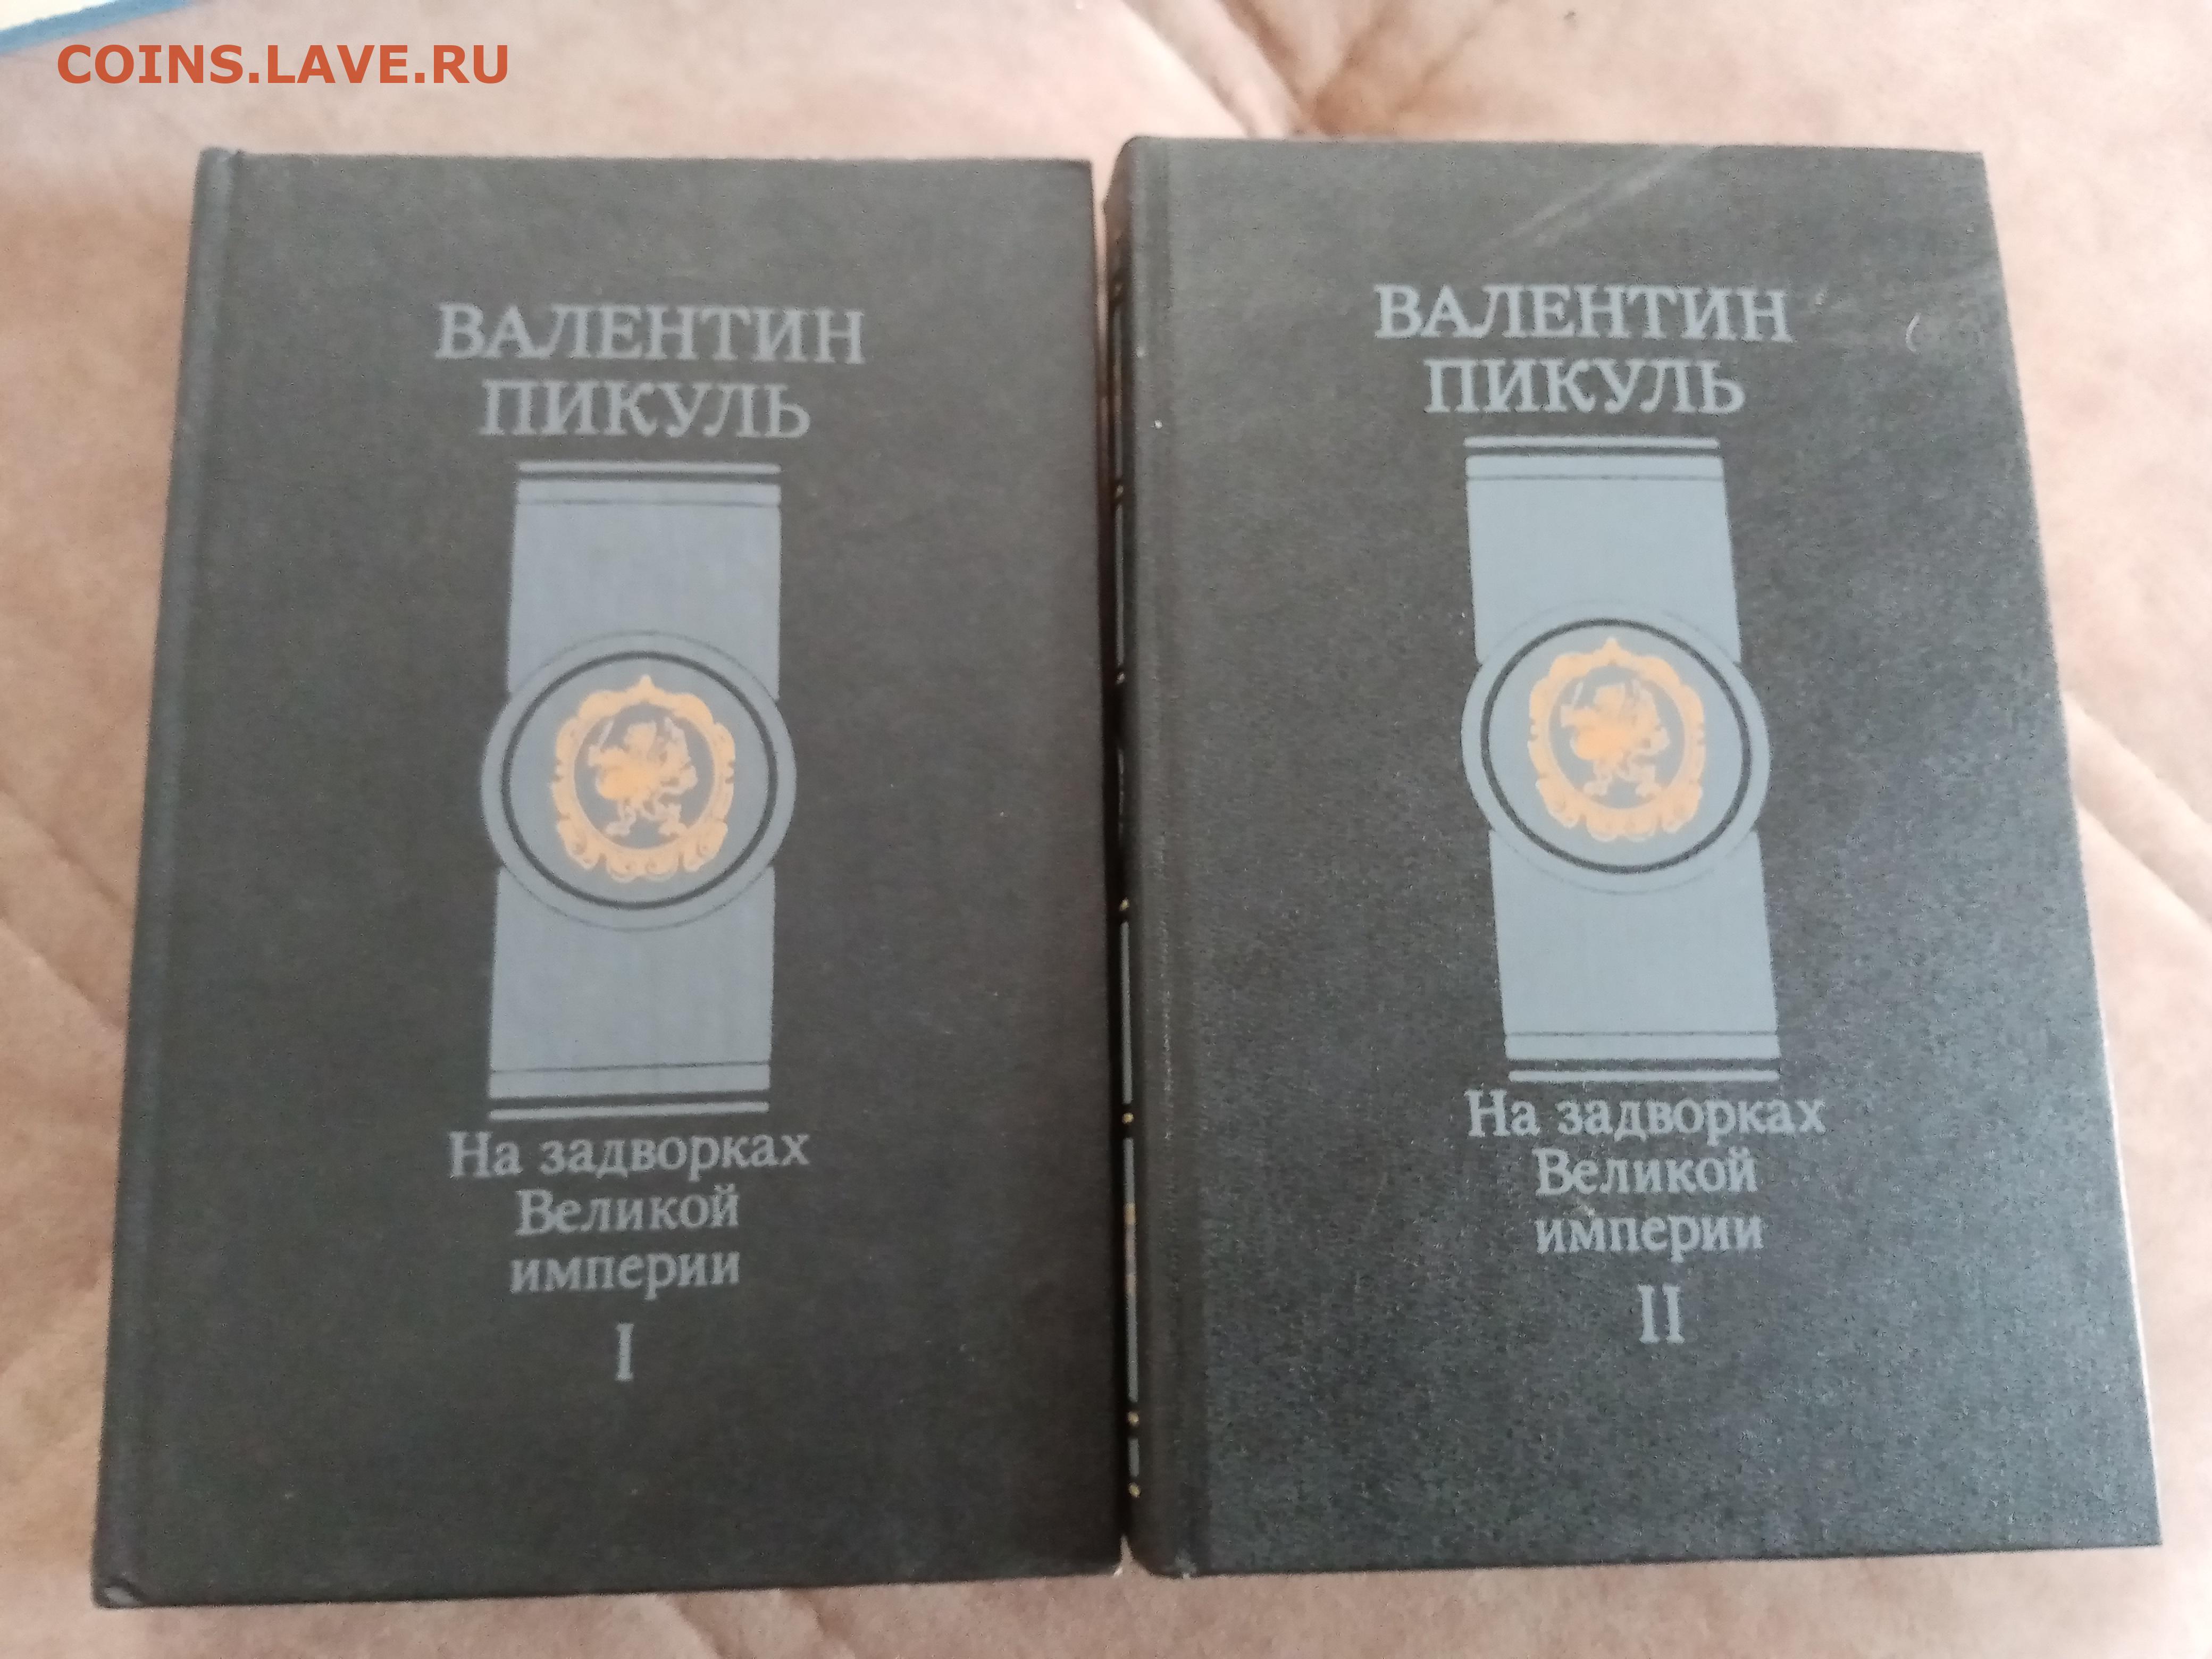 COINS.LAVE.RU
ВАЛЕНТИН
ПИКУЛЬ
На задворках
Великой
империи
I
ВАЛЕНТИН
ПИКУЛЬ
На задворках
Великой
империи
II